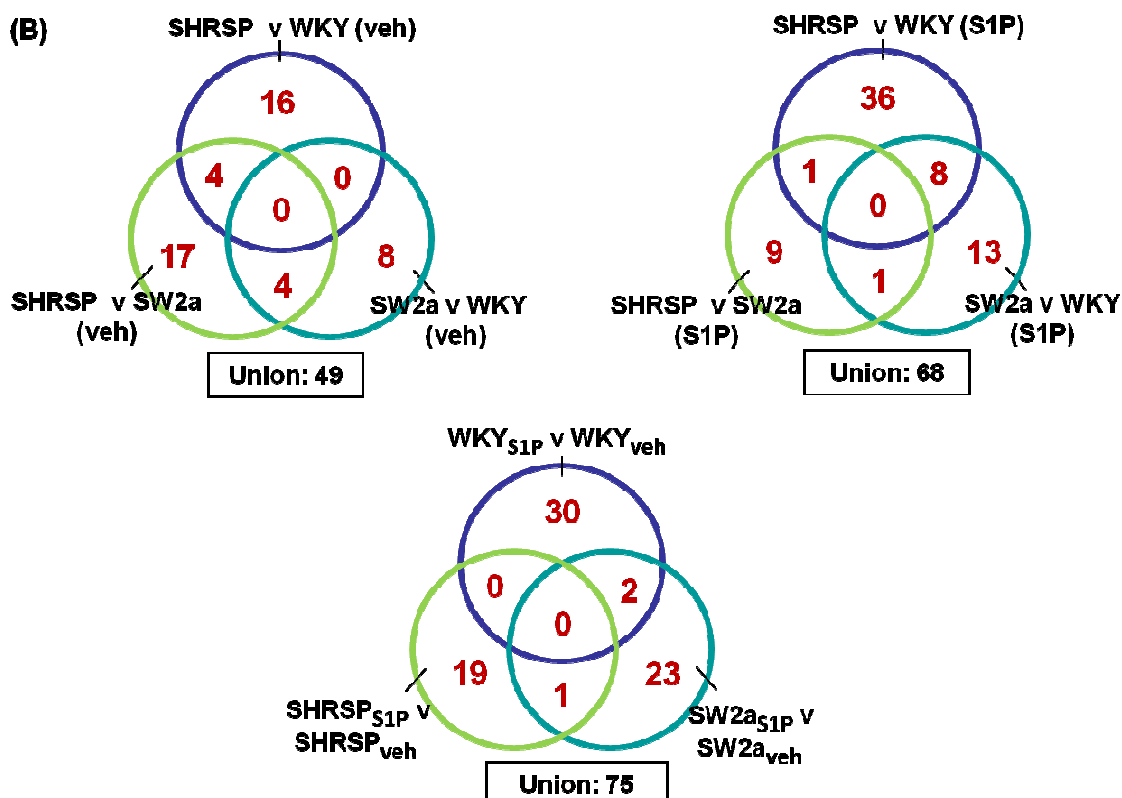 (B)
SHRSP v WKY (veh)
16
4
0
0
17
8
4
SHRSP v SW2a
(veh)
SW2a v WKY
(veh)
Union: 49
SHRSP v WKY (S1P)
36
1
8
0
9
13
1
SHRSP v SW2a
(S1P)
SW2a v WKY
(S1P)
Union: 68
WKYS1P v WKYveh
30
0
2
0
19
23
1
SHRSPS1P v
SHRSPveh
SW2aS1P v
SW2aveh
Union: 75